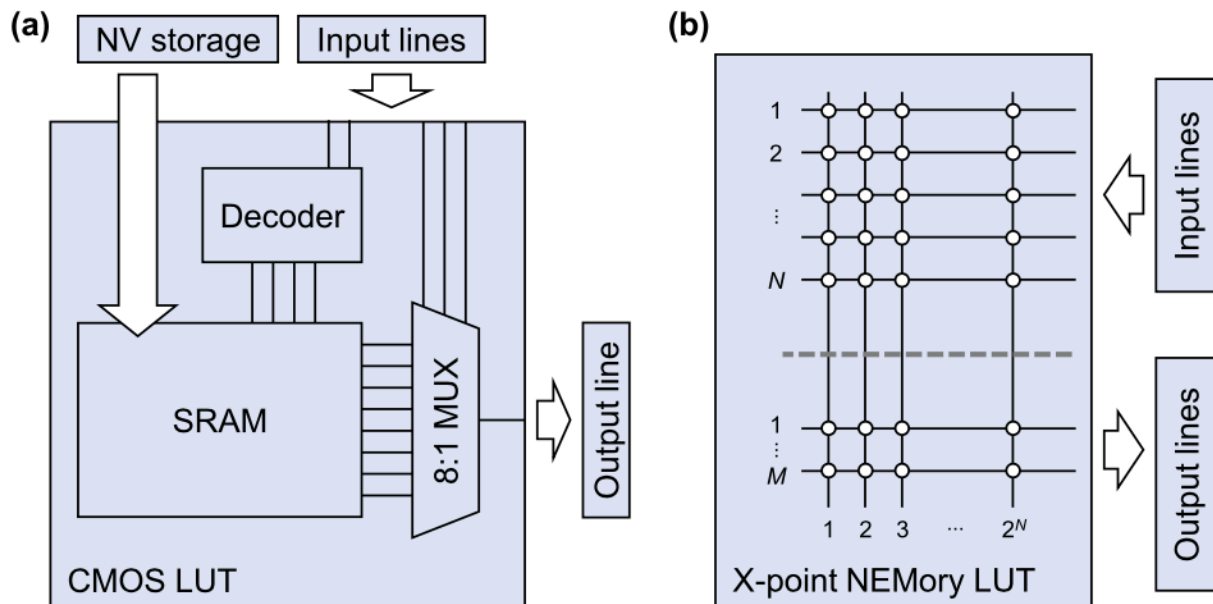 (a)
NV storage
Input lines
Decoder
SRAM
8:1 MUX
Output line
CMOS LUT
(b)
1
2
...
N
1
...
M
1 2 3 ... 2^N
Input lines
Output lines
X-point NEMory LUT